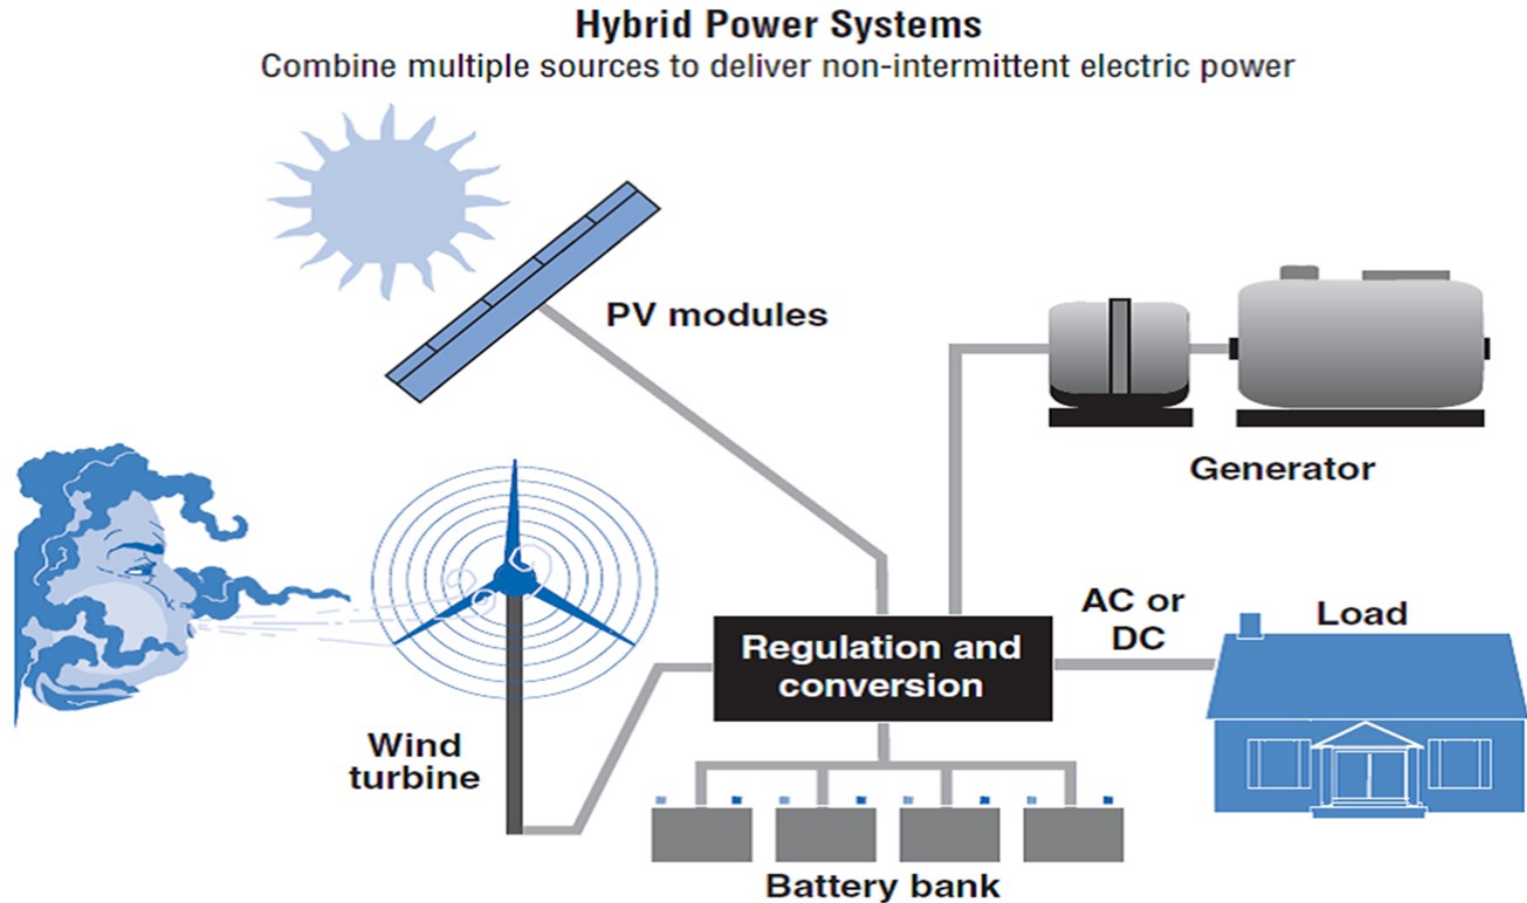 Hybrid Power Systems
Combine multiple sources to deliver non-intermittent electric power
PV modules
Generator
AC or
DC
Load
Regulation and
conversion
Wind
turbine
Battery bank